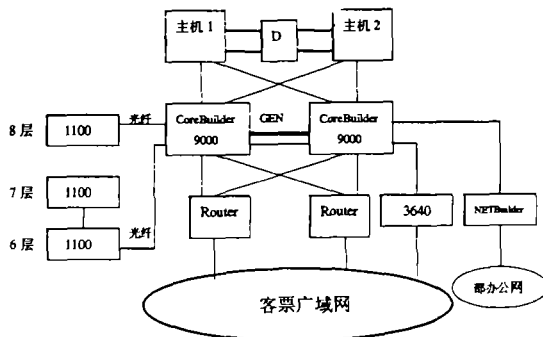 主机 1
D
主机 2
8 层
1100
光纤
CoreBuilder
9000
GEN
CoreBuilder
9000
7 层
1100
6 层
1100
光纤
Router
Router
3640
NETBuilder
部办公网
客票广域网